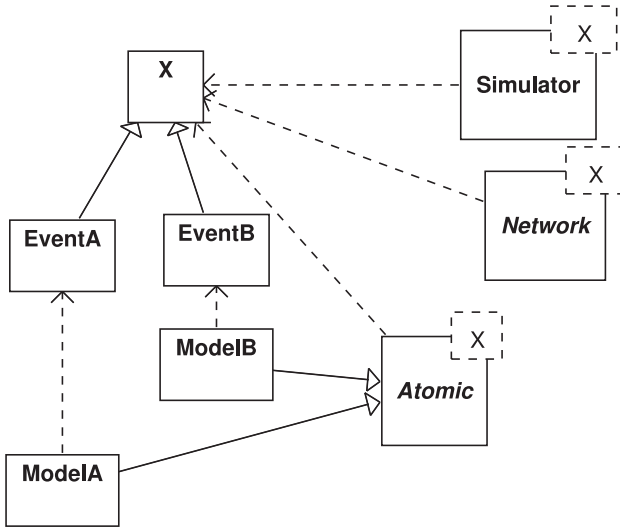 X
X
Simulator
X
Network
EventA
EventB
ModelB
X
Atomic
ModelA